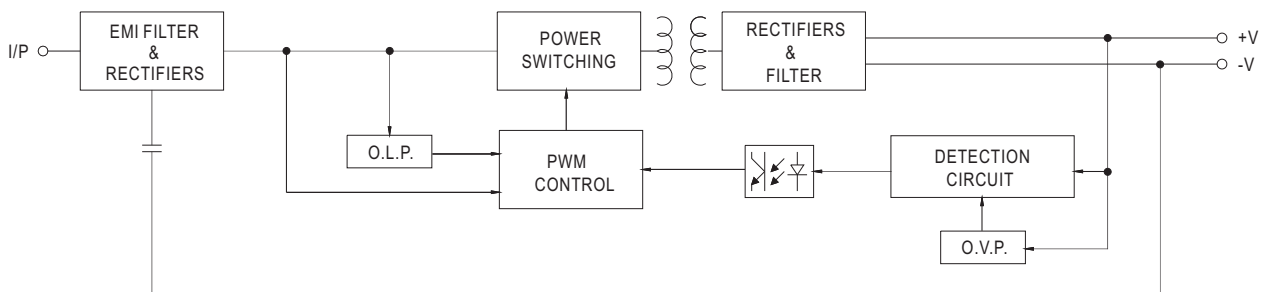 I/P
EMI FILTER
&
RECTIFIERS
POWER
SWITCHING
RECTIFIERS
&
FILTER
+V
-V
O.L.P.
PWM
CONTROL
DETECTION
CIRCUIT
O.V.P.